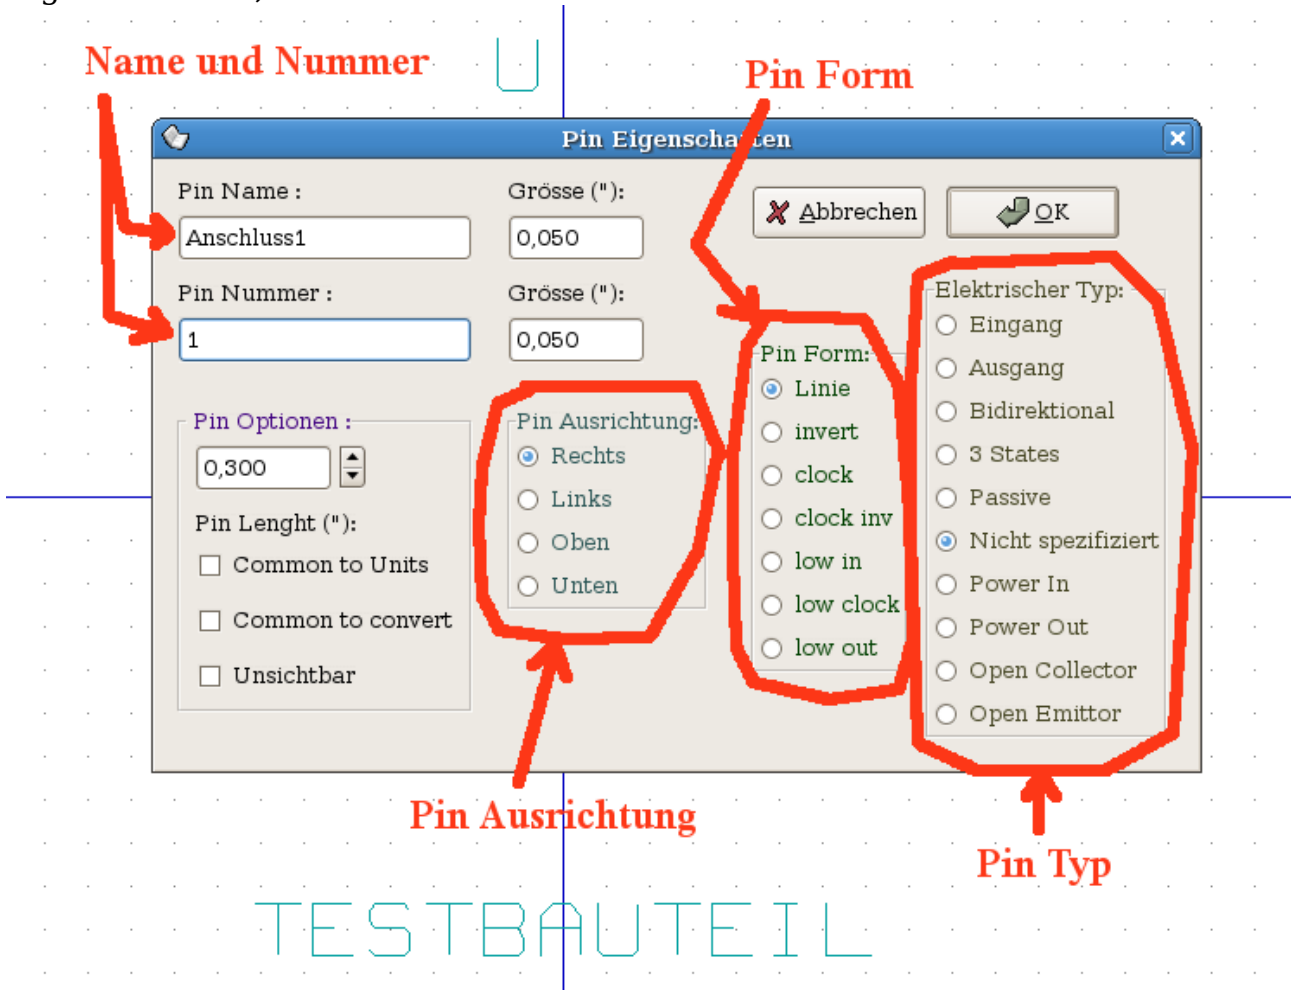 Name und Nummer
U
Pin Form
Pin Eigenschaften
Pin Name :
Grösse ("):
Abbrechen
OK
Anschluss1
0,050
Pin Nummer :
Grösse ("):
1
0,050
Pin Optionen :
0,300
Pin Lenght ("):
Common to Units
Common to convert
Unsichtbar
Pin Ausrichtung:
Rechts
Links
Oben
Unten
Pin Form:
Linie
invert
clock
clock inv
low in
low clock
low out
Elektrischer Typ:
Eingang
Ausgang
Bidirektional
3 States
Passive
Nicht spezifiziert
Power In
Power Out
Open Collector
Open Emittor
Pin Ausrichtung
Pin Typ
TESTBAUTEIL